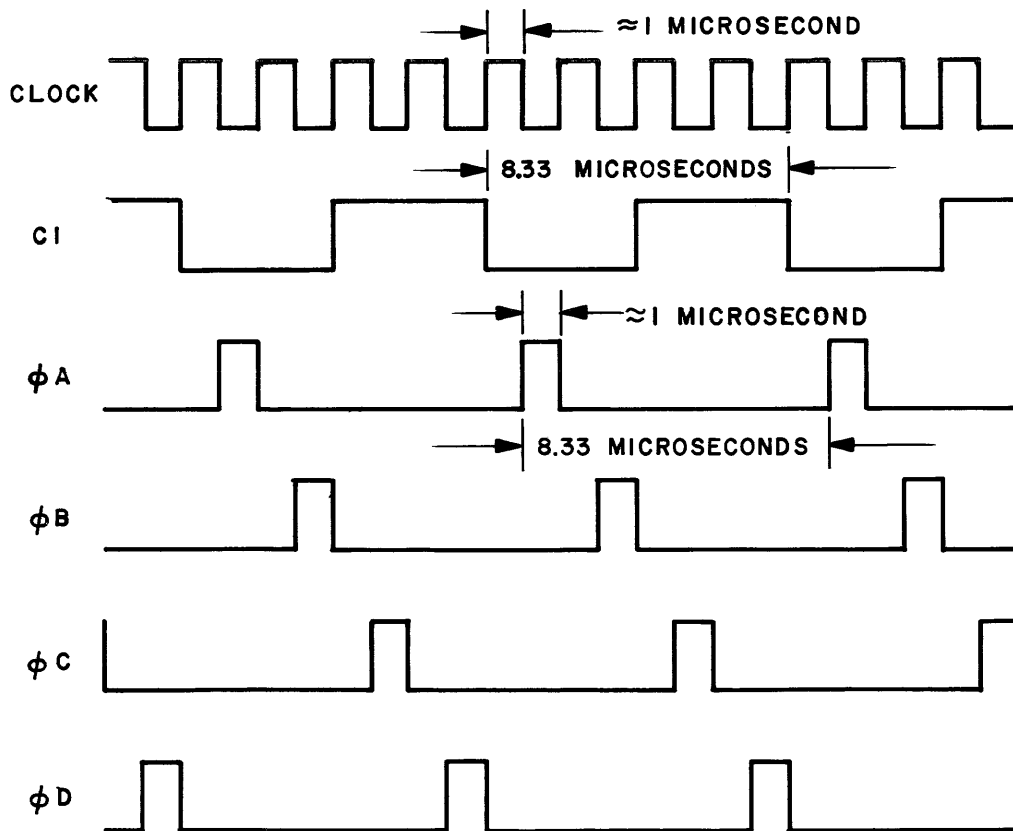 ≈1 MICROSECOND
CLOCK
8.33 MICROSECONDS
C1
≈1 MICROSECOND
ϕA
8.33 MICROSECONDS
ϕB
ϕC
ϕD